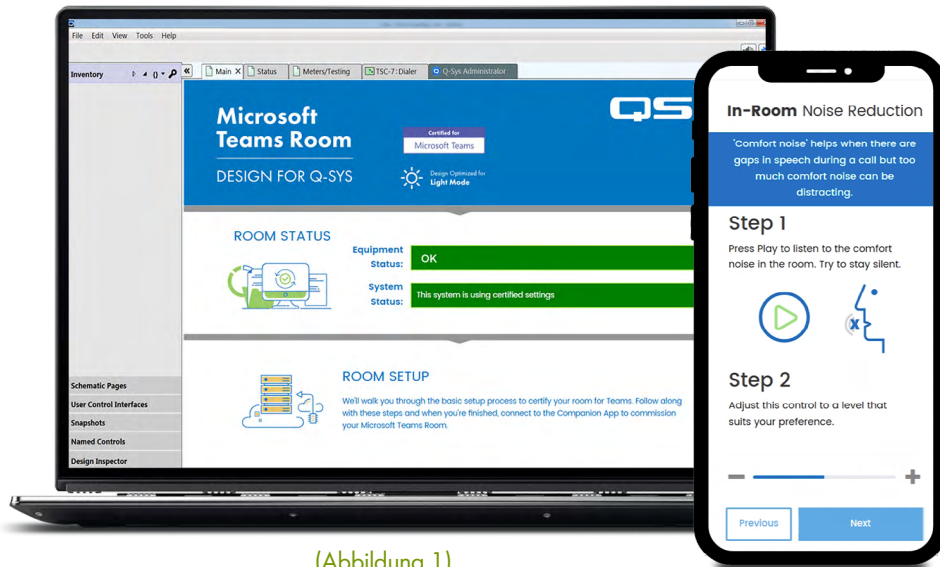 File Edit View Tools Help
Inventory
Main X Status Meters/Testing TSC-7: Dialer Q-Sys Administrator
Microsoft
Teams Room
DESIGN FOR Q-SYS
Certified for
Microsoft Teams
Design Optimized for
Light Mode
QS
ROOM STATUS
Equipment
Status:
OK
System
Status:
This system is using certified settings
ROOM SETUP
We'll walk you through the basic setup process to certify your room for Teams. Follow along
with these steps and when you're finished, connect to the Companion App to commission
your Microsoft Teams Room.
Schematic Pages
User Control Interfaces
Snapshots
Named Controls
Design Inspector
In-Room Noise Reduction
'Comfort noise' helps when there are
gaps in speech during a call but too
much comfort noise can be
distracting.
Step 1
Press Play to listen to the comfort
noise in the room. Try to stay silent.
x
Step 2
Adjust this control to a level that
suits your preference.
Previous Next
(Abbildung 1)